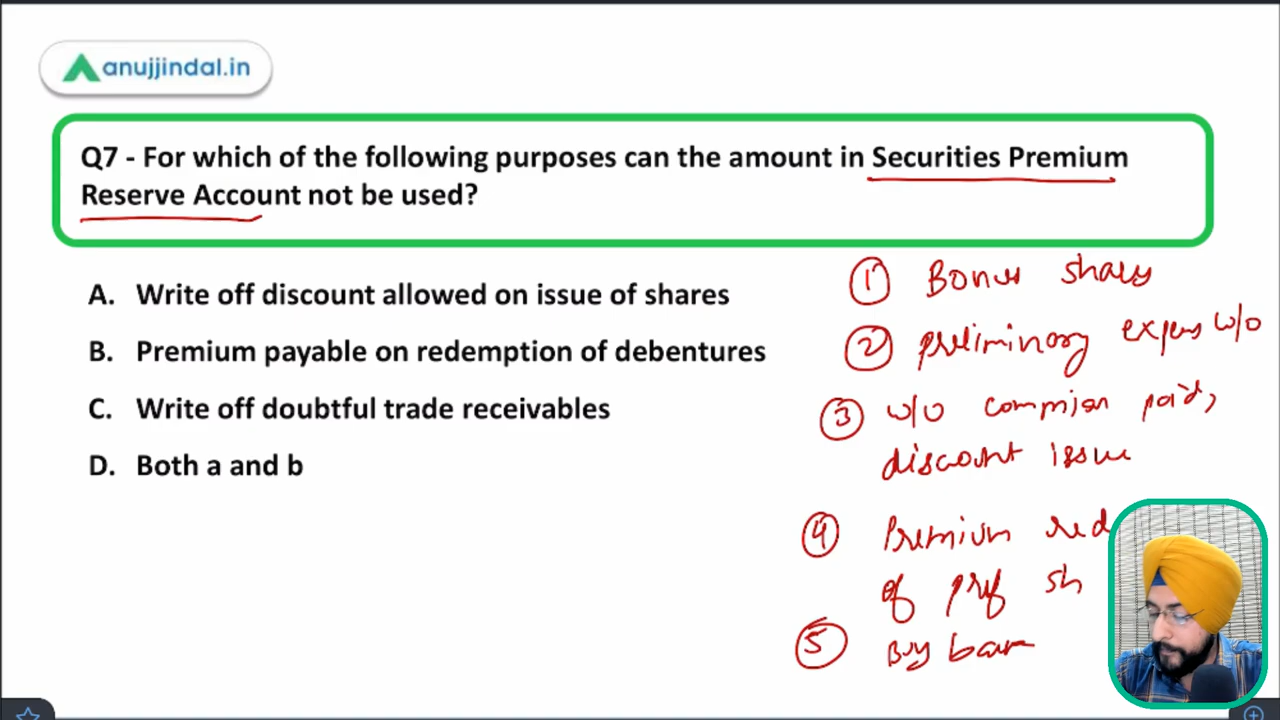 anujjindal.in
Q7 - For which of the following purposes can the amount in Securities Premium
Reserve Account not be used?
A. Write off discount allowed on issue of shares
B. Premium payable on redemption of debentures
C. Write off doubtful trade receivables
D. Both a and b
1 Bonus shares
2 preliminary expens w/o
3 w/o commision paid,
discount issue
4 Premium red
of pref sh
5 Buy back